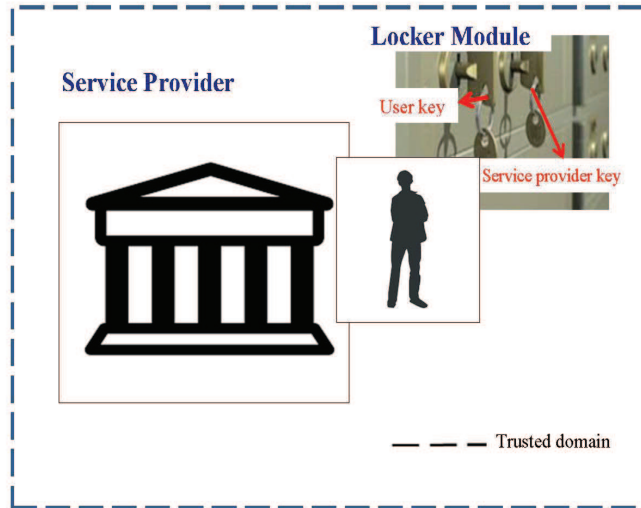 Locker Module
Service Provider
User key
Service provider key
Trusted domain